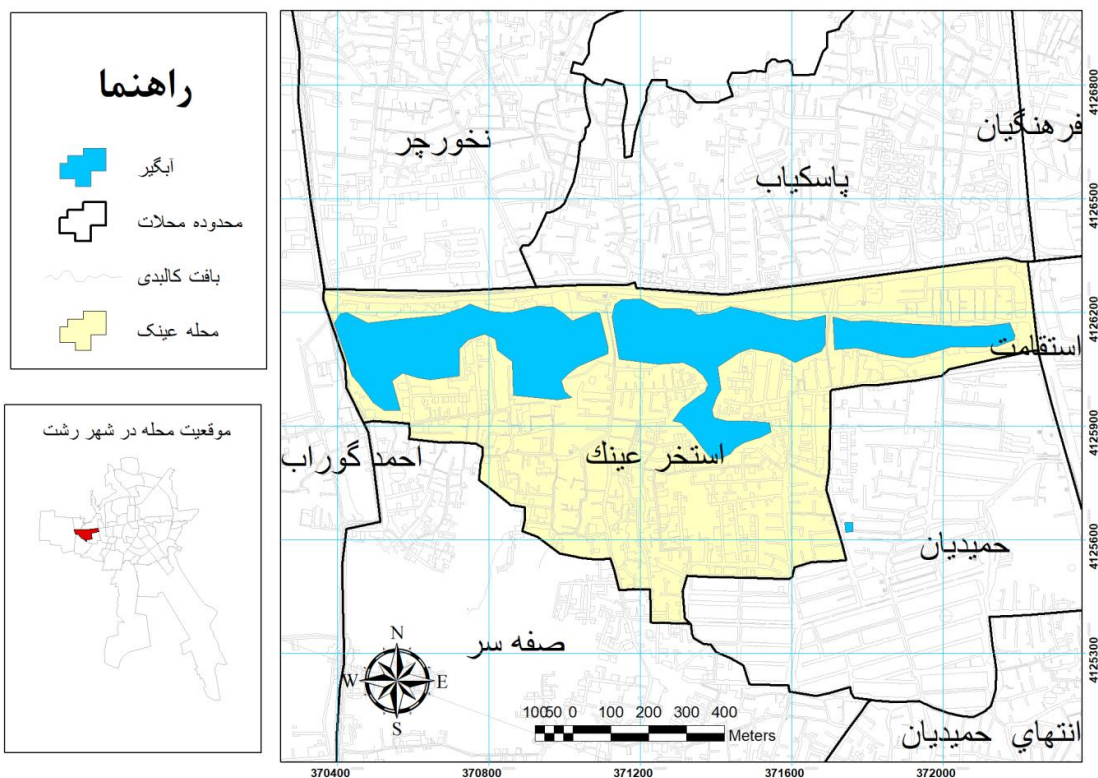 راهنما
آبگیر
محدوده محلات
بافت کالبدی
محله عینک
موقعیت محله در شهر رشت
نخورچر
پاسکیاب
فرهنگیان
استقامت
استخر عینك
احمد گوراب
حمیدیان
صفه سر
انتهاي حمیدیان
N
W
E
S
100 50 0 100 200 300 400
Meters
4126800
4126500
4126200
4125900
4125600
4125300
370400 370800 371200 371600 372000